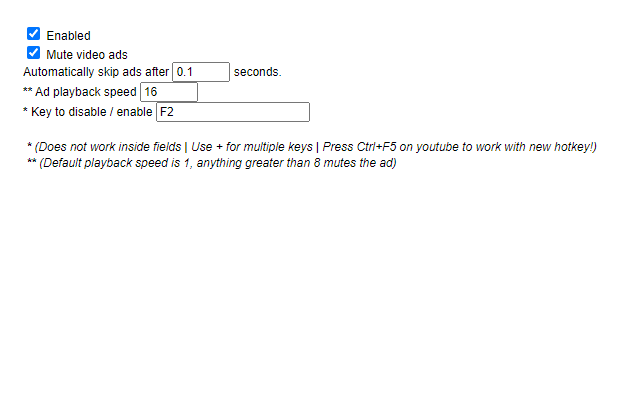 Enabled
Mute video ads
Automatically skip ads after 0.1 seconds.
** Ad playback speed 16
* Key to disable / enable F2
* (Does not work inside fields | Use + for multiple keys | Press Ctrl+F5 on youtube to work with new hotkey!)
** (Default playback speed is 1, anything greater than 8 mutes the ad)